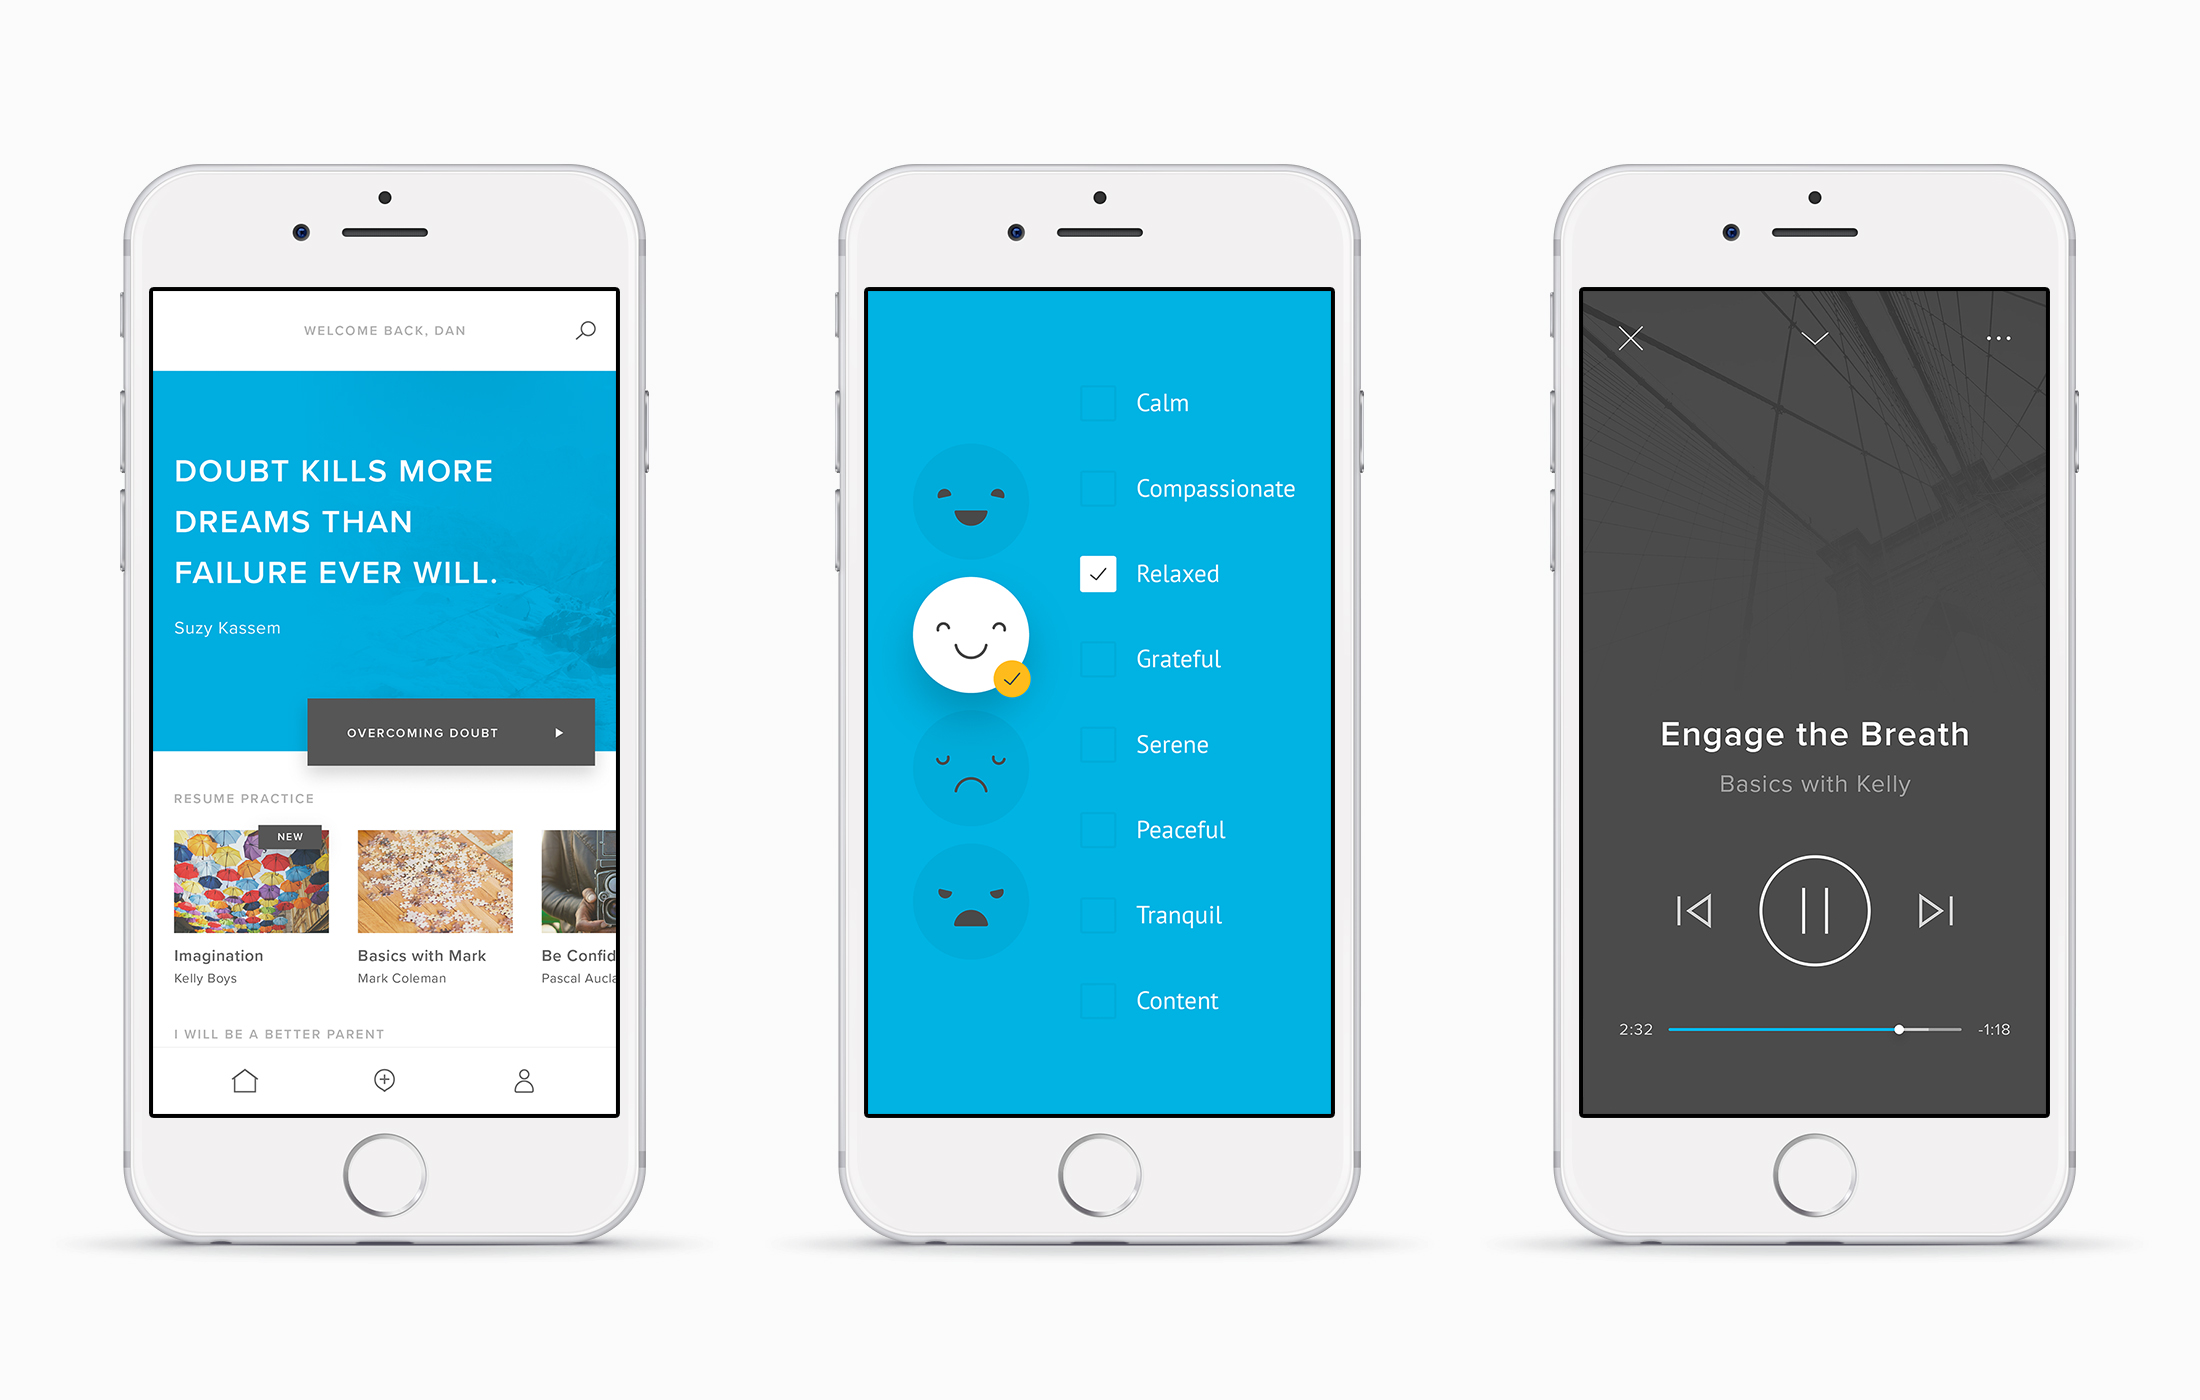 WELCOME BACK, DAN
DOUBT KILLS MORE
DREAMS THAN
FAILURE EVER WILL.
Suzy Kassem
OVERCOMING DOUBT
RESUME PRACTICE
NEW
Imagination
Kelly Boys
Basics with Mark
Mark Coleman
Be Confid
Pascal Aucla
I WILL BE A BETTER PARENT
Calm
Compassionate
Relaxed
Grateful
Serene
Peaceful
Tranquil
Content
Engage the Breath
Basics with Kelly
2:32
-1:18